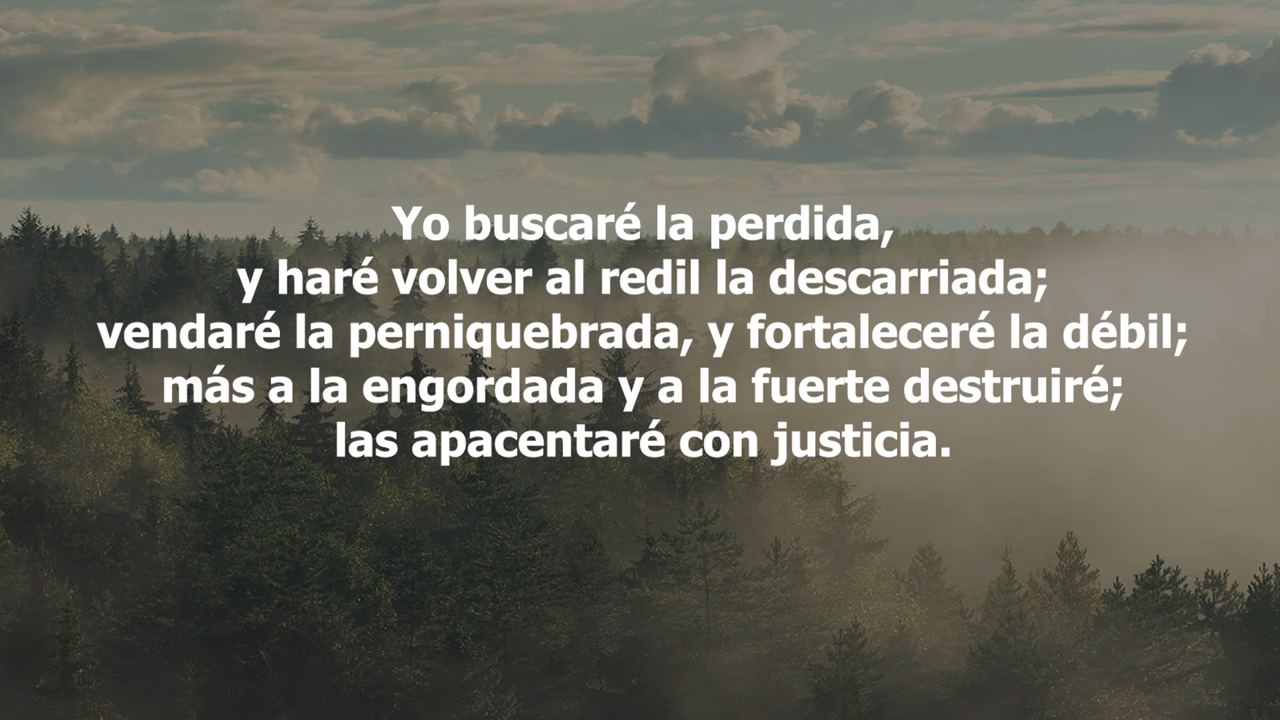 Yo buscaré la perdida,
y haré volver al redil la descarriada;
vendaré la perniquebrada, y fortaleceré la débil;
más a la engordada y a la fuerte destruiré;
las apacentaré con justicia.